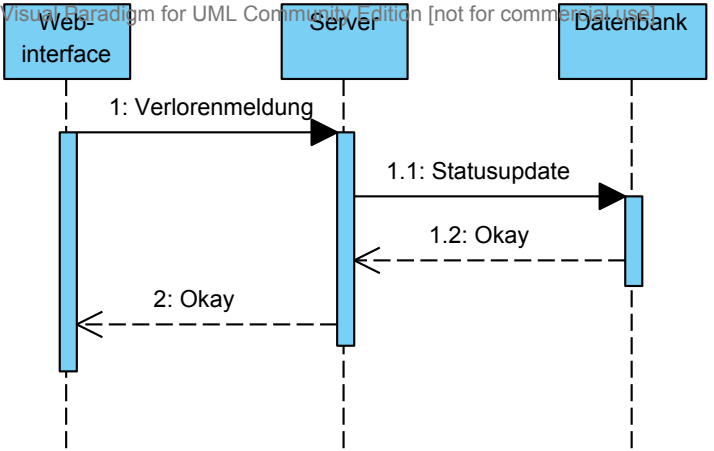 Visual Paradigm for UML Community Edition [not for commercial use]
Web-
interface
Server
Datenbank
1: Verlorenmeldung
1.1: Statusupdate
1.2: Okay
2: Okay